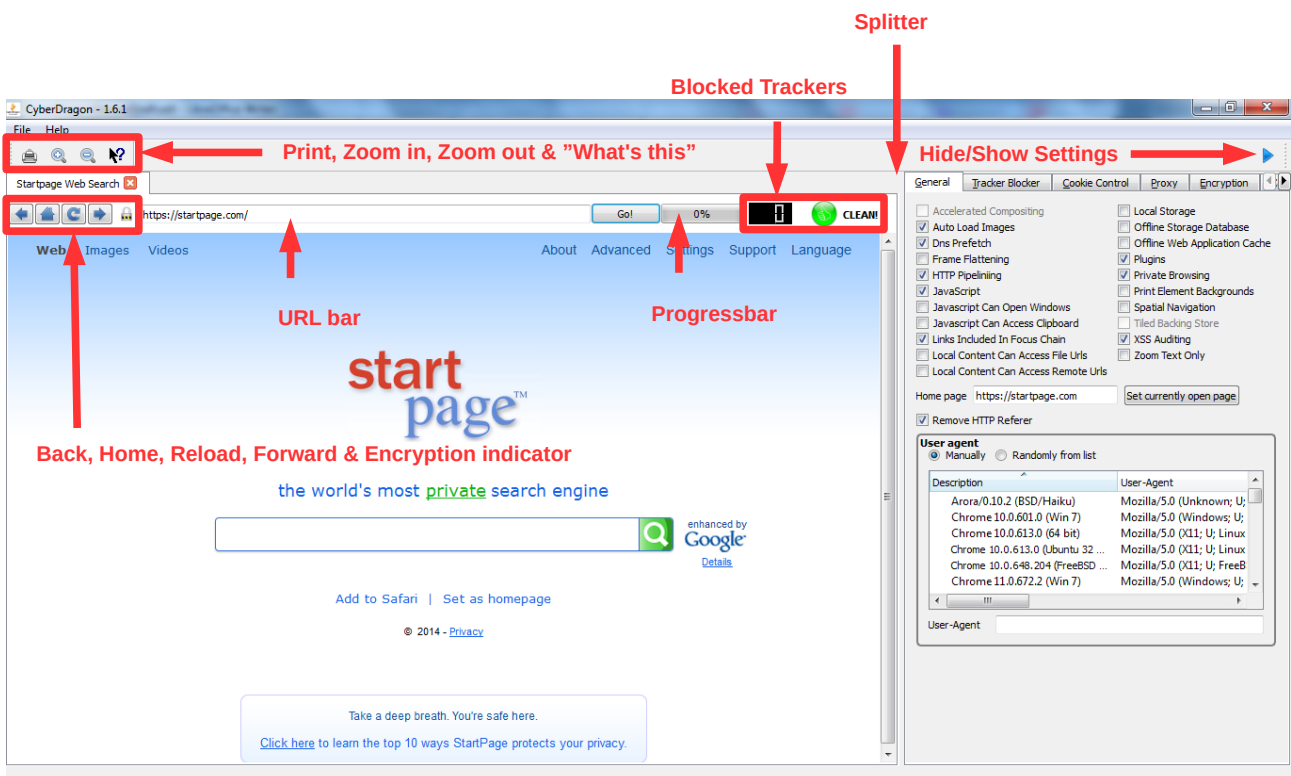 Splitter
Blocked Trackers
CyberDragon - 1.6.1
File Help
Print, Zoom in, Zoom out & ”What's this”
Hide/Show Settings
Startpage Web Search
General Tracker Blocker Cookie Control Proxy Encryption
https://startpage.com/ Go! 0% 0 CLEAN!
Web Images Videos About Advanced Settings Support Language
Accelerated Compositing Local Storage
Auto Load Images Offline Storage Database
Dns Prefetch Offline Web Application Cache
Frame Flattening Plugins
HTTP Pipeliniing Private Browsing
JavaScript Print Element Backgrounds
Javascript Can Open Windows Spatial Navigation
Javascript Can Access Clipboard Tiled Backing Store
Links Included In Focus Chain XSS Auditing
Local Content Can Access File Urls Zoom Text Only
Local Content Can Access Remote Urls
URL bar
Progressbar
start
page™
Home page https://startpage.com Set currently open page
Remove HTTP Referer
Back, Home, Reload, Forward & Encryption indicator
User agent
Manually Randomly from list
the world's most private search engine
Description User-Agent
Arora/0.10.2 (BSD/Haiku) Mozilla/5.0 (Unknown; U;
Chrome 10.0.601.0 (Win 7) Mozilla/5.0 (Windows; U;
Chrome 10.0.613.0 (64 bit) Mozilla/5.0 (X11; U; Linux
Chrome 10.0.613.0 (Ubuntu 32 ... Mozilla/5.0 (X11; U; Linux
Chrome 10.0.648.204 (FreeBSD ... Mozilla/5.0 (X11; U; FreeB
Chrome 11.0.672.2 (Win 7) Mozilla/5.0 (Windows; U;
enhanced by
Google
Details
Add to Safari | Set as homepage
User-Agent
© 2014 - Privacy
Take a deep breath. You're safe here.
Click here to learn the top 10 ways StartPage protects your privacy.